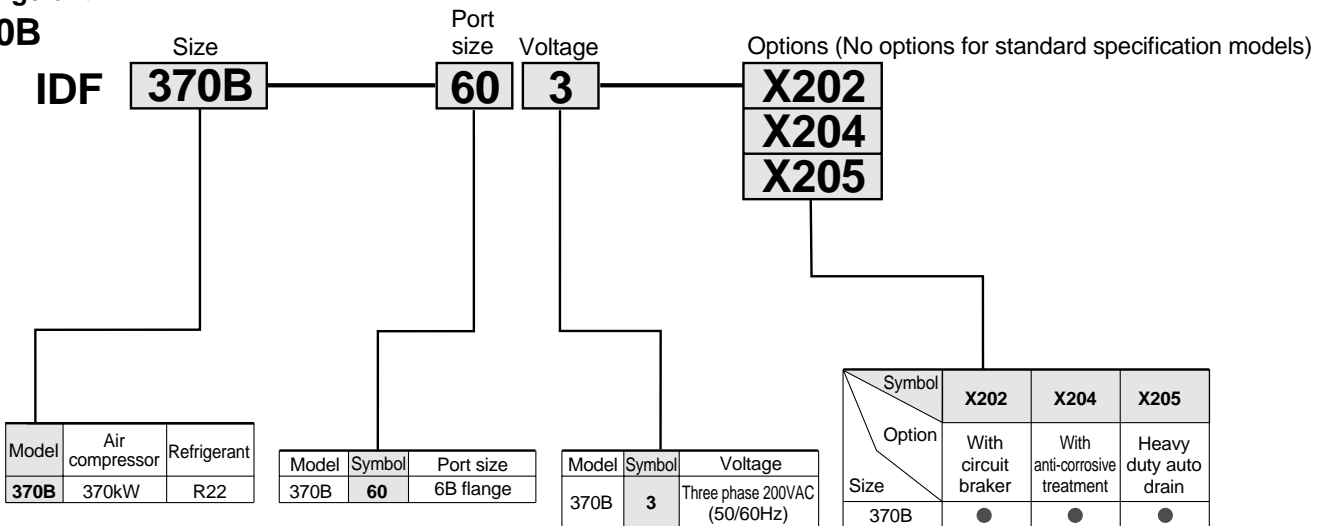 0B
Size
Port
size
Voltage
Options (No options for standard specification models)
IDF
370B
60
3
X202
X204
X205
Model
Air
compressor
Refrigerant
370B
370kW
R22
Model
Symbol
Port size
370B
60
6B flange
Model
Symbol
Voltage
370B
3
Three phase 200VAC
(50/60Hz)
Symbol
X202
X204
X205
Option
With
circuit
braker
With
anti-corrosive
treatment
Heavy
duty auto
drain
Size
370B